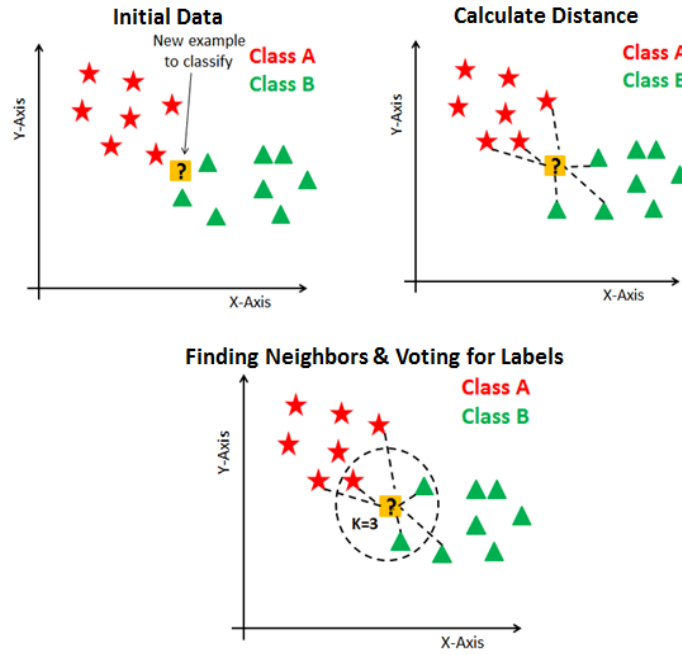 Initial Data
New example
to classify
Class A
Class B
?
Y-Axis
X-Axis
Calculate Distance
Class A
Class B
?
Y-Axis
X-Axis
Finding Neighbors & Voting for Labels
Class A
Class B
?
K=3
Y-Axis
X-Axis